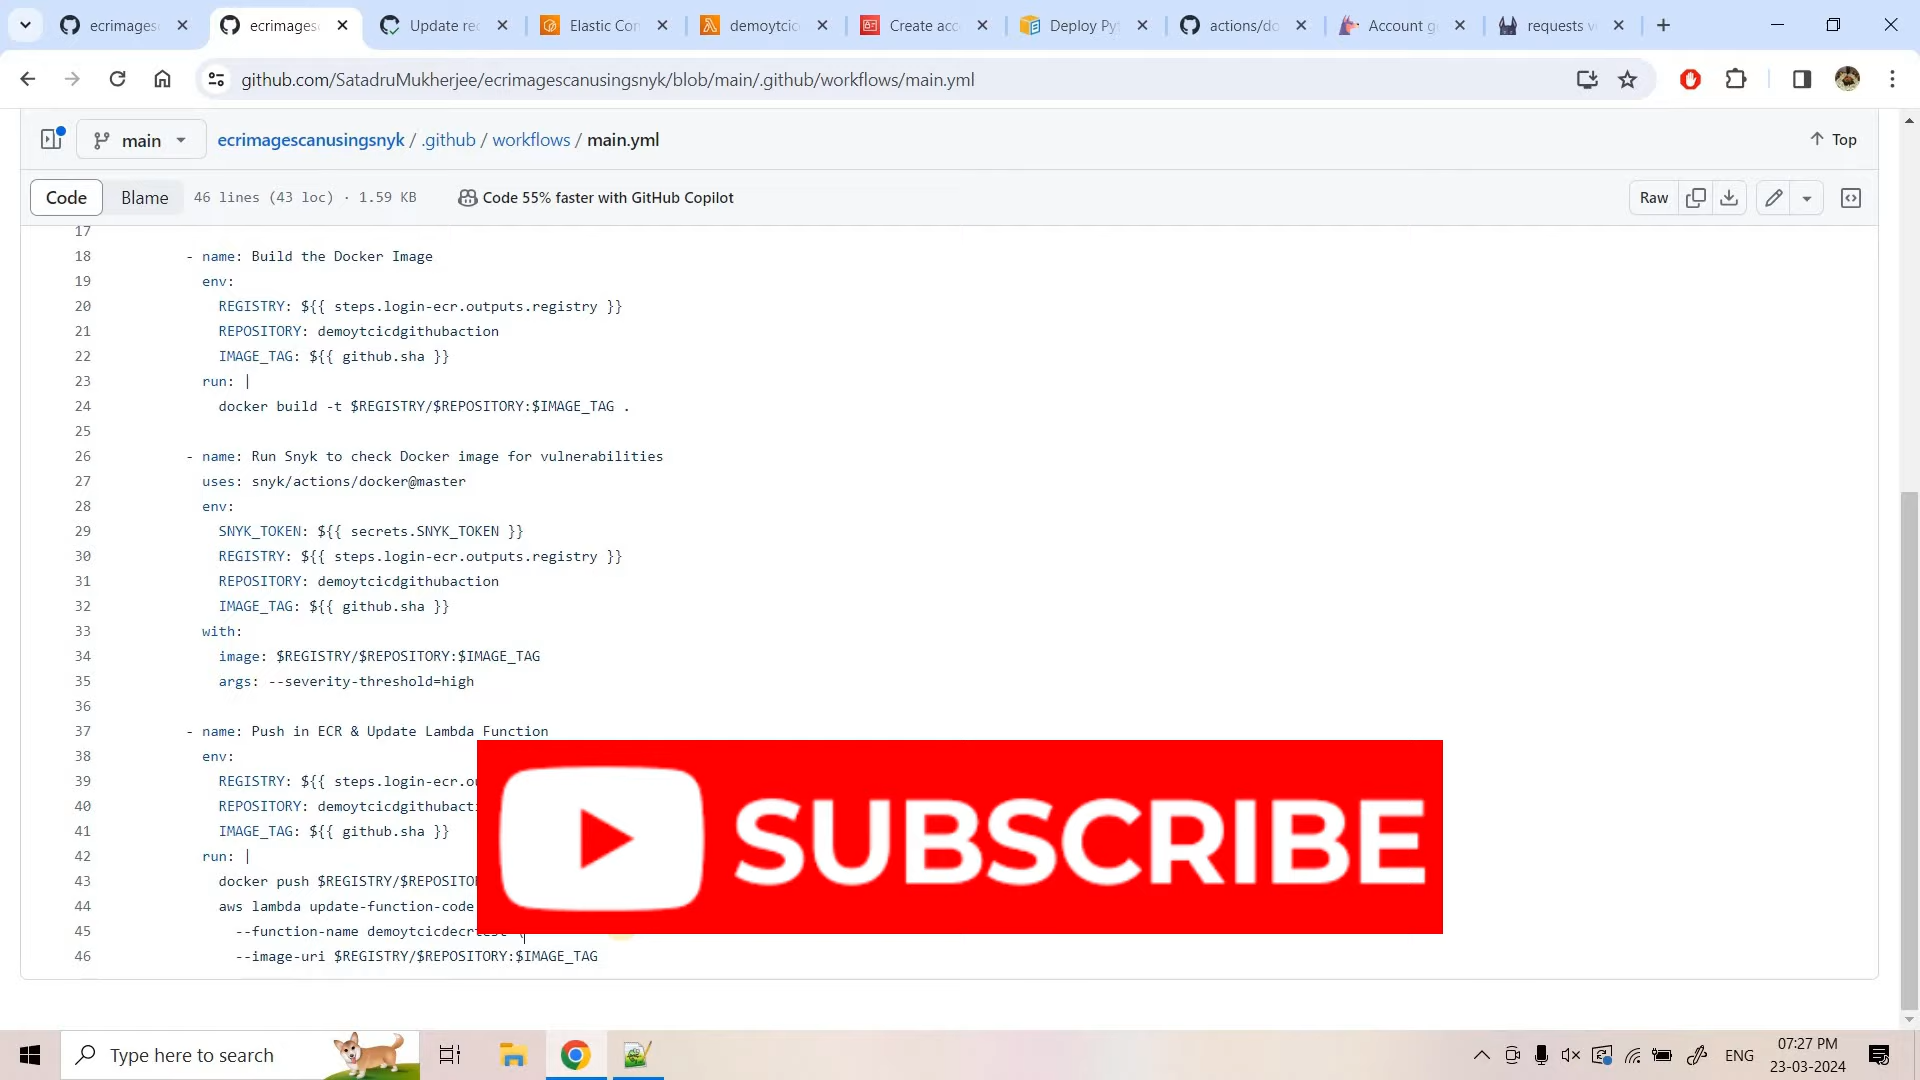 ecrimages
ecrimages
Update re
Elastic Con
demoytcic
Create acc
Deploy Py
actions/do
Account g
requests v
github.com/SatadruMukherjee/ecrimagescanusingsnyk/blob/main/.github/workflows/main.yml
main
ecrimagescanusingsnyk / .github / workflows / main.yml
Top
Code
Blame
46 lines (43 loc) · 1.59 KB
Code 55% faster with GitHub Copilot
Raw
17
18 - name: Build the Docker Image
19 env:
20 REGISTRY: ${{ steps.login-ecr.outputs.registry }}
21 REPOSITORY: demoytcicdgithubaction
22 IMAGE_TAG: ${{ github.sha }}
23 run: |
24 docker build -t $REGISTRY/$REPOSITORY:$IMAGE_TAG .
25
26 - name: Run Snyk to check Docker image for vulnerabilities
27 uses: snyk/actions/docker@master
28 env:
29 SNYK_TOKEN: ${{ secrets.SNYK_TOKEN }}
30 REGISTRY: ${{ steps.login-ecr.outputs.registry }}
31 REPOSITORY: demoytcicdgithubaction
32 IMAGE_TAG: ${{ github.sha }}
33 with:
34 image: $REGISTRY/$REPOSITORY:$IMAGE_TAG
35 args: --severity-threshold=high
36
37 - name: Push in ECR & Update Lambda Function
38 env:
39 REGISTRY: ${{ steps.login-ecr.o
40 REPOSITORY: demoytcicdgithubacti
41 IMAGE_TAG: ${{ github.sha }}
42 run: |
43 docker push $REGISTRY/$REPOSITO
44 aws lambda update-function-code
45 --function-name
46 --image-uri $REGISTRY/$REPOSITORY:$IMAGE_TAG
SUBSCRIBE
Type here to search
ENG
07:27 PM
23-03-2024